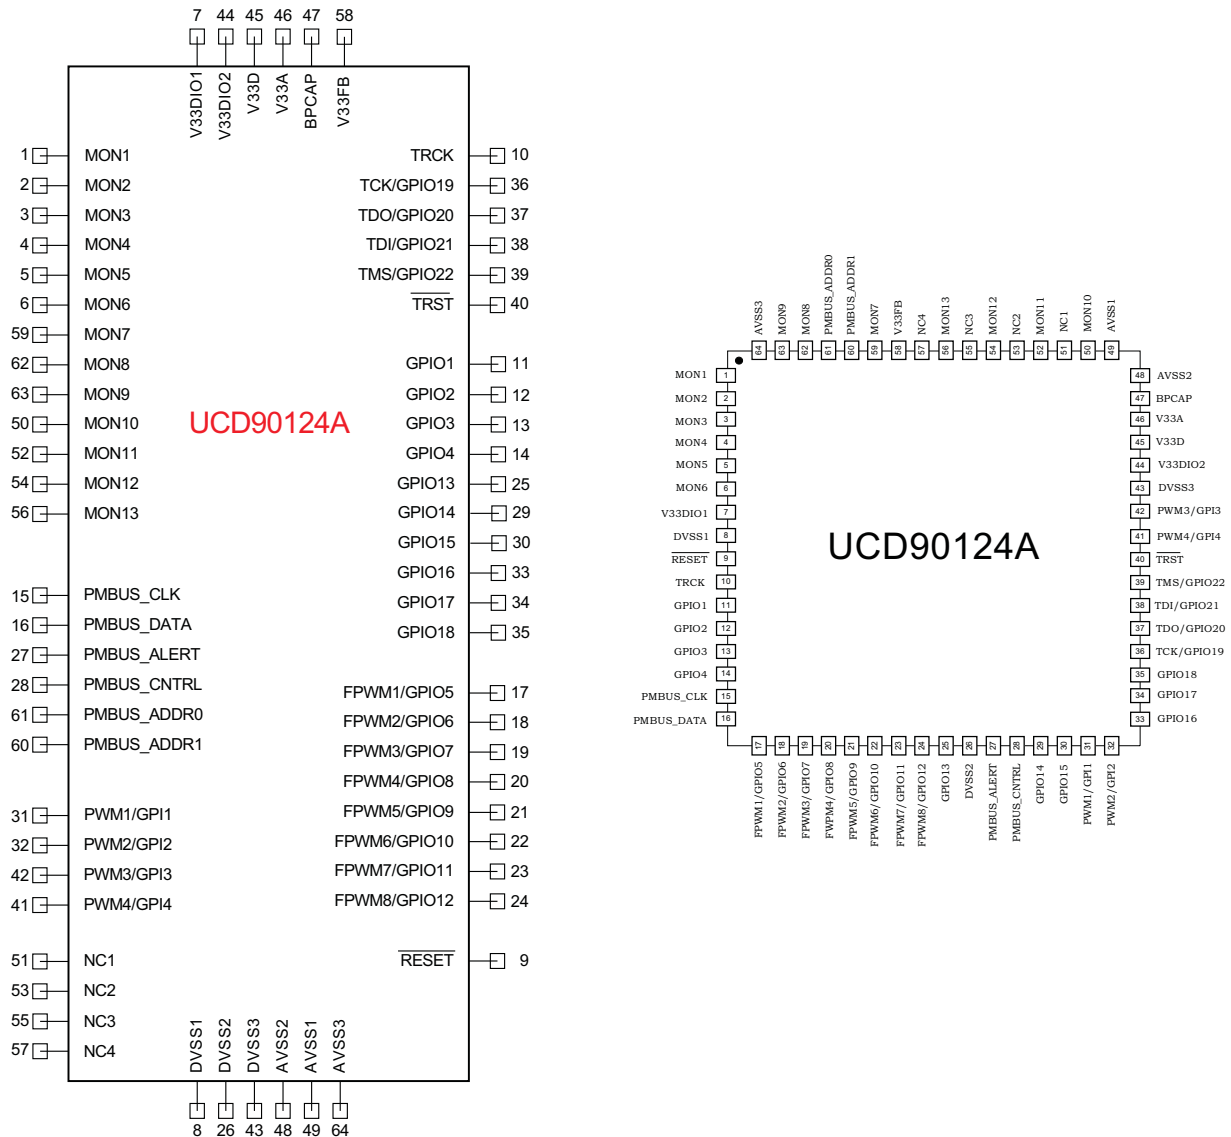 7 44 45 46 47 58
V33DIO1 V33DIO2 V33D V33A BPCAP V33FB
1 MON1 TRCK 10
2 MON2 TCK/GPIO19 36
3 MON3 TDO/GPIO20 37
4 MON4 TDI/GPIO21 38
5 MON5 TMS/GPIO22 39
6 MON6 TRST 40
59 MON7
62 MON8 GPIO1 11
63 MON9 GPIO2 12
50 MON10 UCD90124A GPIO3 13
52 MON11 GPIO4 14
54 MON12 GPIO13 25
56 MON13 GPIO14 29
GPIO15 30
GPIO16 33
15 PMBUS_CLK GPIO17 34
16 PMBUS_DATA GPIO18 35
27 PMBUS_ALERT
28 PMBUS_CNTRL FPWM1/GPIO5 17
61 PMBUS_ADDR0 FPWM2/GPIO6 18
60 PMBUS_ADDR1 FPWM3/GPIO7 19
FPWM4/GPIO8 20
31 PWM1/GPI1 FPWM5/GPIO9 21
32 PWM2/GPI2 FPWM6/GPIO10 22
42 PWM3/GPI3 FPWM7/GPIO11 23
41 PWM4/GPI4 FPWM8/GPIO12 24
51 NC1 RESET 9
53 NC2
55 NC3
57 NC4
DVSS1 DVSS2 DVSS3 AVSS2 AVSS1 AVSS3
8 26 43 48 49 64
AVSS3 MON9 MON8 PMBUS_ADDR0 PMBUS_ADDR1 MON7 V33FB NC4 MON13 NC3 MON12 NC2 MON11 NC1 MON10 AVSS1
64 63 62 61 60 59 58 57 56 55 54 53 52 51 50 49
MON1 1 48 AVSS2
MON2 2 47 BPCAP
MON3 3 46 V33A
MON4 4 45 V33D
MON5 5 44 V33DIO2
MON6 6 43 DVSS3
V33DIO1 7 42 PWM3/GPI3
DVSS1 8 41 PWM4/GPI4
UCD90124A
RESET 9 40 TRST
TRCK 10 39 TMS/GPIO22
GPIO1 11 38 TDI/GPIO21
GPIO2 12 37 TDO/GPIO20
GPIO3 13 36 TCK/GPIO19
GPIO4 14 35 GPIO18
PMBUS_CLK 15 34 GPIO17
PMBUS_DATA 16 33 GPIO16
17 18 19 20 21 22 23 24 25 26 27 28 29 30 31 32
FPWM1/GPIO5 FPWM2/GPIO6 FPWM3/GPIO7 FWPM4/GPIO8 FPWM5/GPIO9 FPWM6/GPIO10 FPWM7/GPIO11 FPWM8/GPIO12 GPIO13 DVSS2 PMBUS_ALERT PMBUS_CNTRL GPIO14 GPIO15 PWM1/GPI1 PWM2/GPI2